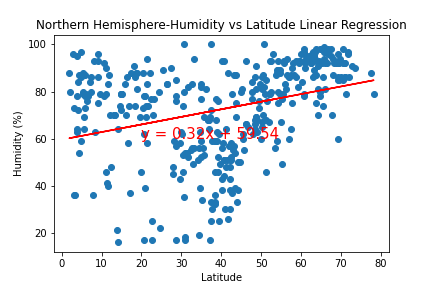 Northern Hemisphere-Humidity vs Latitude Linear Regression
100
80
60
40
20
Humidity (%)
y = 0.32x + 59.54
0 10 20 30 40 50 60 70 80
Latitude